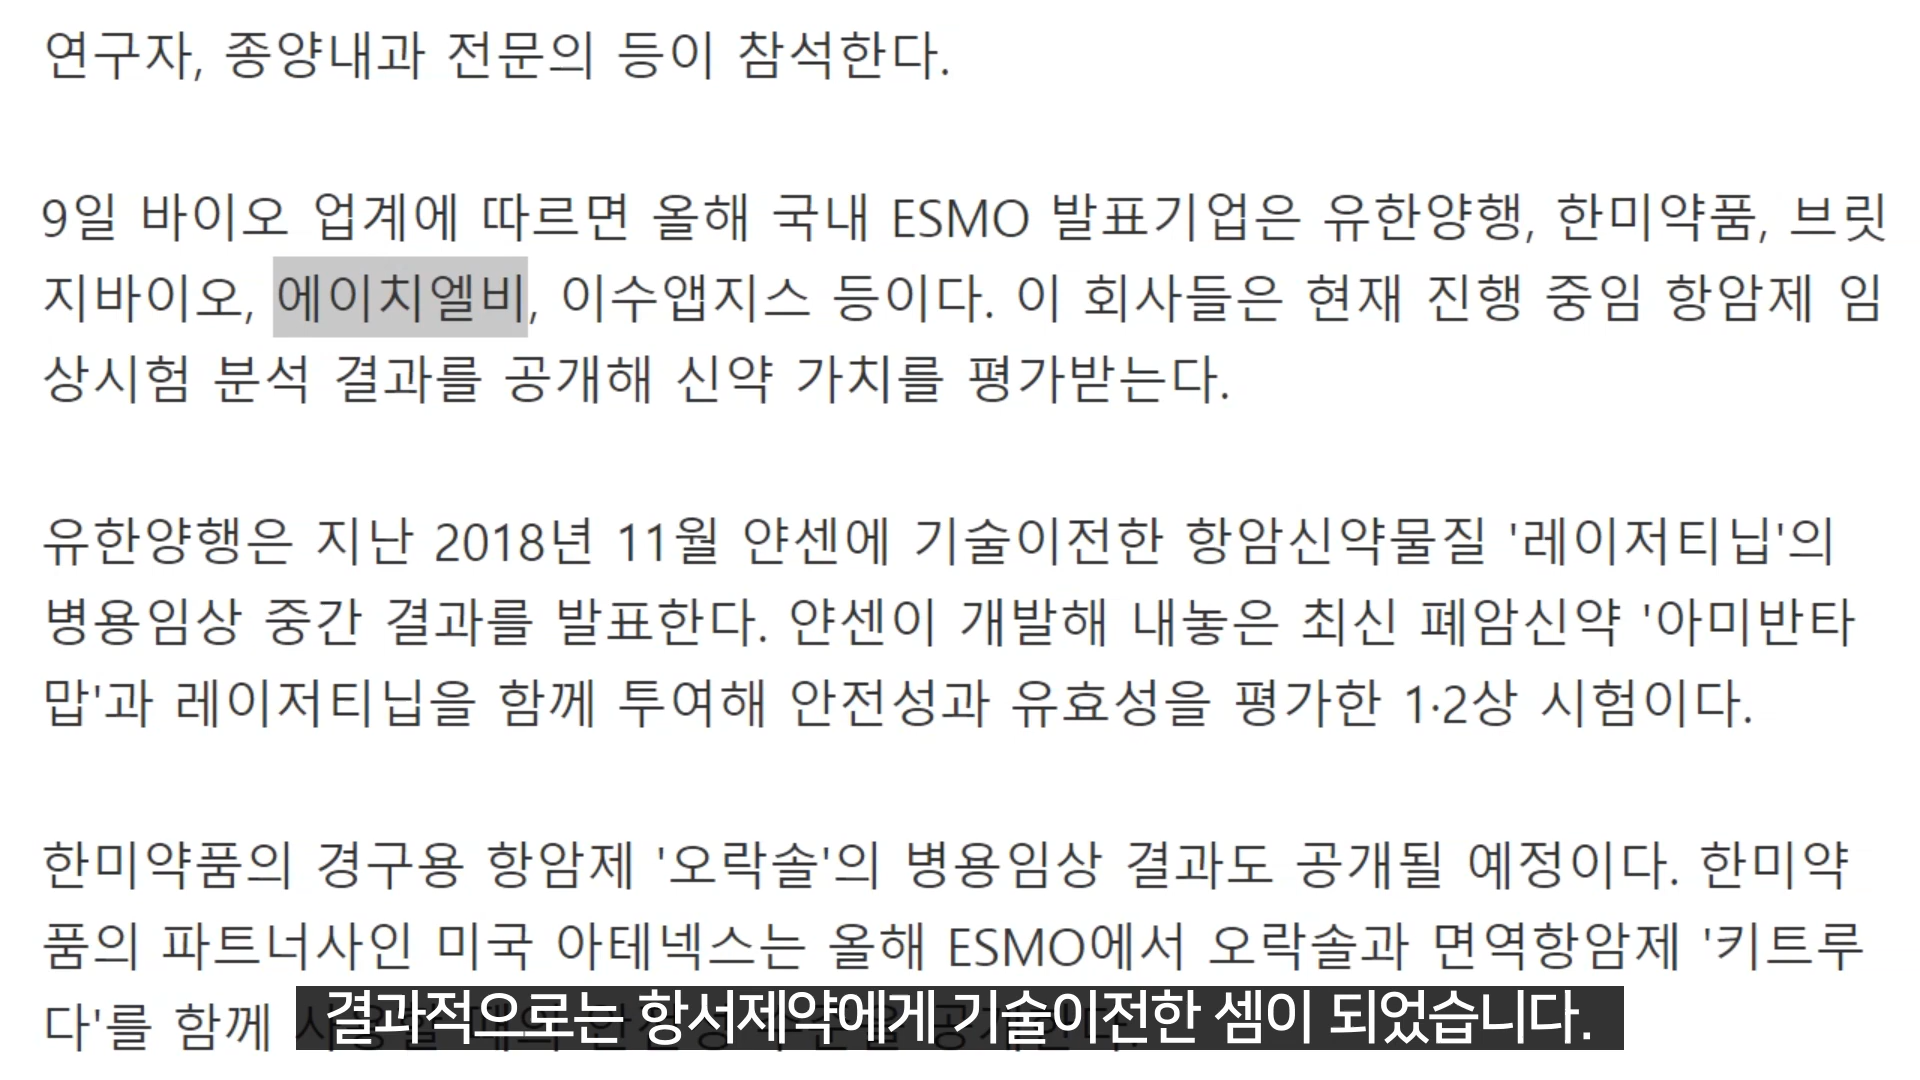 연구자, 종양내과 전문의 등이 참석한다.
9일 바이오 업계에 따르면 올해 국내 ESMO 발표기업은 유한양행, 한미약품, 브릿
지바이오, 에이치엘비, 이수앱지스 등이다. 이 회사들은 현재 진행 중임 항암제 임
상시험 분석 결과를 공개해 신약 가치를 평가받는다.
유한양행은 지난 2018년 11월 얀센에 기술이전한 항암신약물질 '레이저티닙'의
병용임상 중간 결과를 발표한다. 얀센이 개발해 내놓은 최신 폐암신약 '아미반타
맙'과 레이저티닙을 함께 투여해 안전성과 유효성을 평가한 1·2상 시험이다.
한미약품의 경구용 항암제 '오락솔'의 병용임상 결과도 공개될 예정이다. 한미약
품의 파트너사인 미국 아테넥스는 올해 ESMO에서 오락솔과 면역항암제 '키트루
다'를 함께
결과적으로는 항서제약에게 기술이전한 셈이 되었습니다.